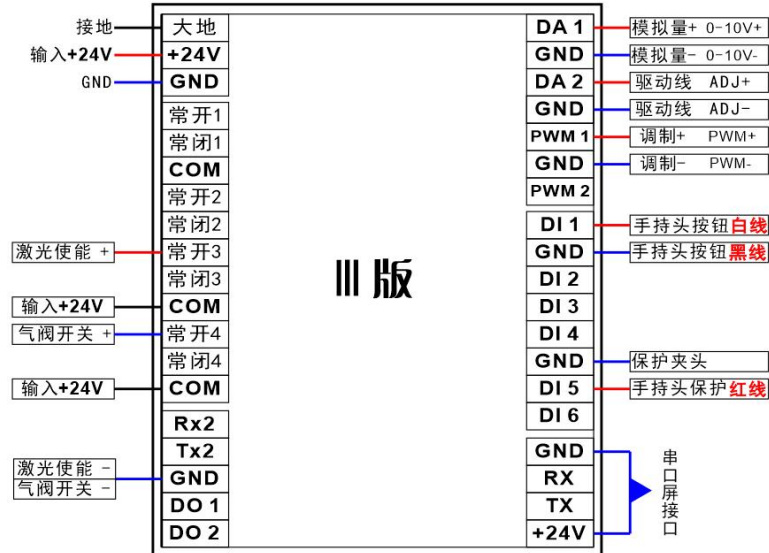 接地 大地
输入+24V +24V
GND GND
常开1
常闭1
COM
常开2
常闭2
激光使能 + 常开3
常闭3
输入+24V COM
气阀开关 + 常开4
常闭4
输入+24V COM
Rx2
Tx2
激光使能 -
气阀开关 -
GND
DO 1
DO 2
III 版
DA 1 模拟量+ 0-10V+
GND 模拟量- 0-10V-
DA 2 驱动线 ADJ+
GND 驱动线 ADJ-
PWM 1 调制+ PWM+
GND 调制- PWM-
PWM 2
DI 1 手持头按钮白线
GND 手持头按钮黑线
DI 2
DI 3
DI 4
GND 保护夹头
DI 5 手持头保护红线
DI 6
GND
RX
TX
+24V
串口屏接口